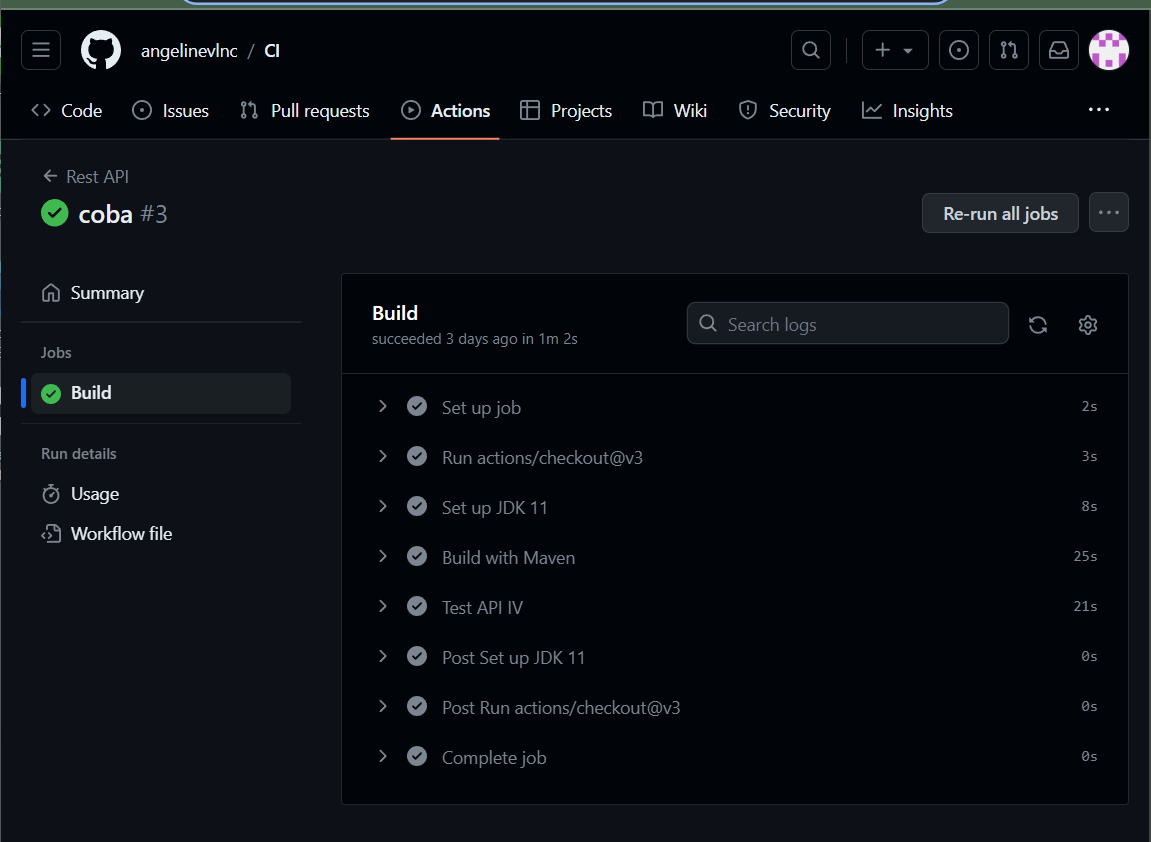 angelinevlnc / CI
Code Issues Pull requests Actions Projects Wiki Security Insights
Rest API
coba #3
Re-run all jobs
Summary
Jobs
Build
Run details
Usage
Workflow file
Build
succeeded 3 days ago in 1m 2s
Search logs
Set up job 2s
Run actions/checkout@v3 3s
Set up JDK 11 8s
Build with Maven 25s
Test API IV 21s
Post Set up JDK 11 0s
Post Run actions/checkout@v3 0s
Complete job 0s